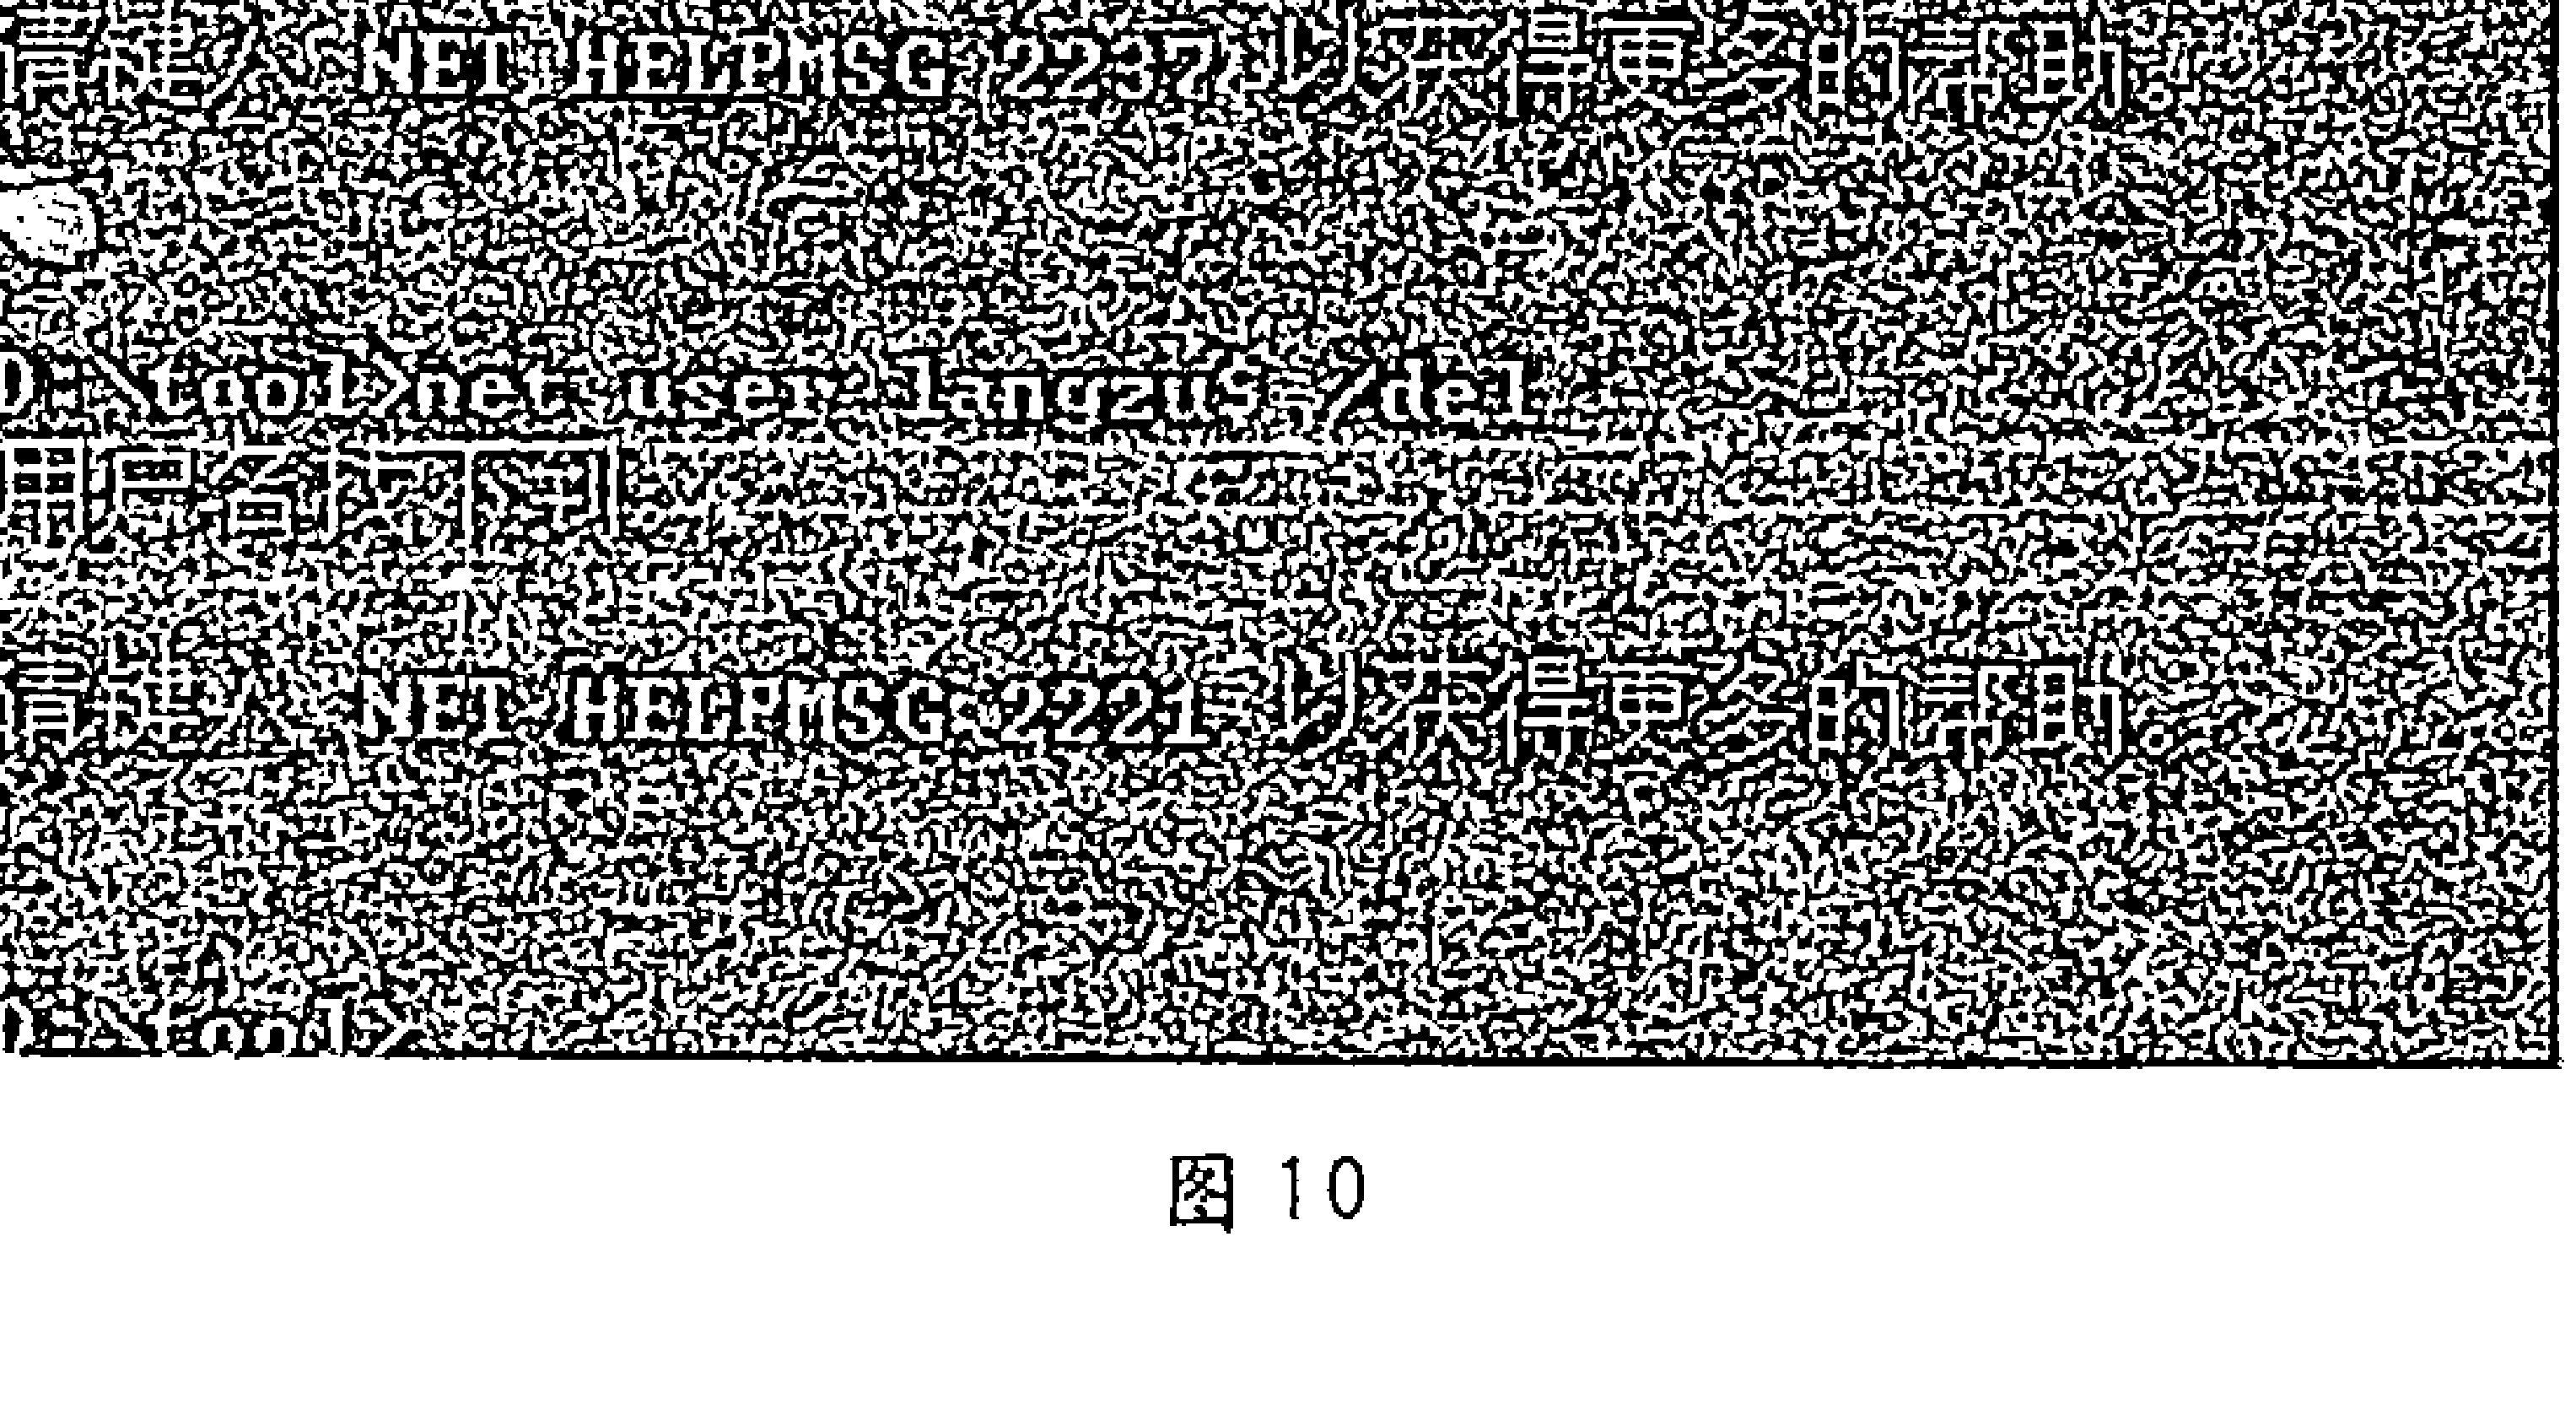 请键入 NET HELPMSG 2237 以获得更多的帮助。
D:\tool>net user langzu5 /del
用户名找不到
请键入 NET HELPMSG 2221 以获得更多的帮助。
D:\tool>
图 10